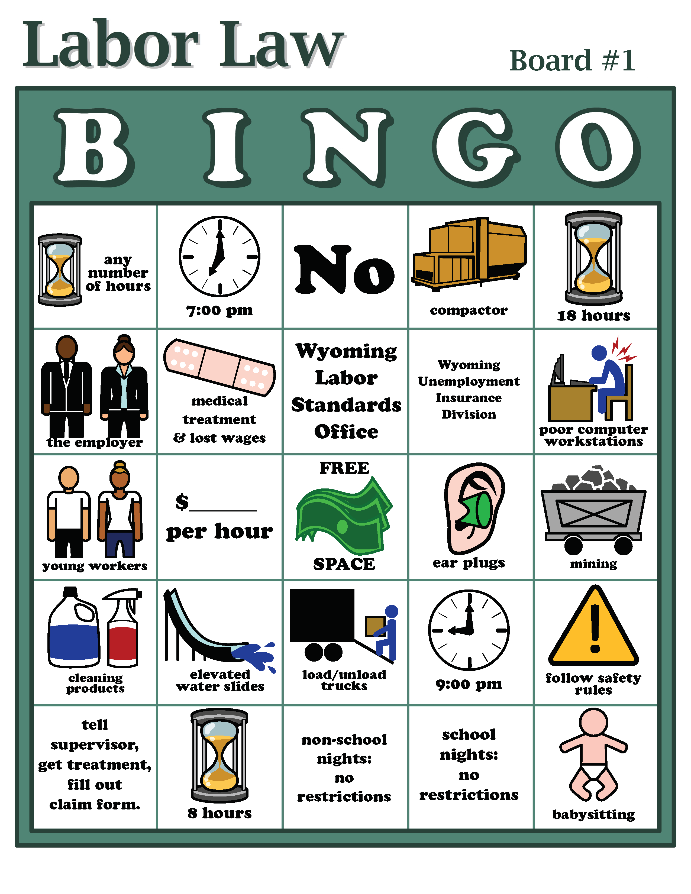 Labor Law
Board #1
B I N G O
any
number
of hours
7:00 pm
No
compactor
18 hours
the employer
medical
treatment
& lost wages
Wyoming
Labor
Standards
Office
Wyoming
Unemployment
Insurance
Division
poor computer
workstations
young workers
$______
per hour
FREE
SPACE
ear plugs
mining
cleaning
products
elevated
water slides
load/unload
trucks
9:00 pm
follow safety
rules
tell
supervisor,
get treatment,
fill out
claim form.
8 hours
non-school
nights:
no
restrictions
school
nights:
no
restrictions
babysitting